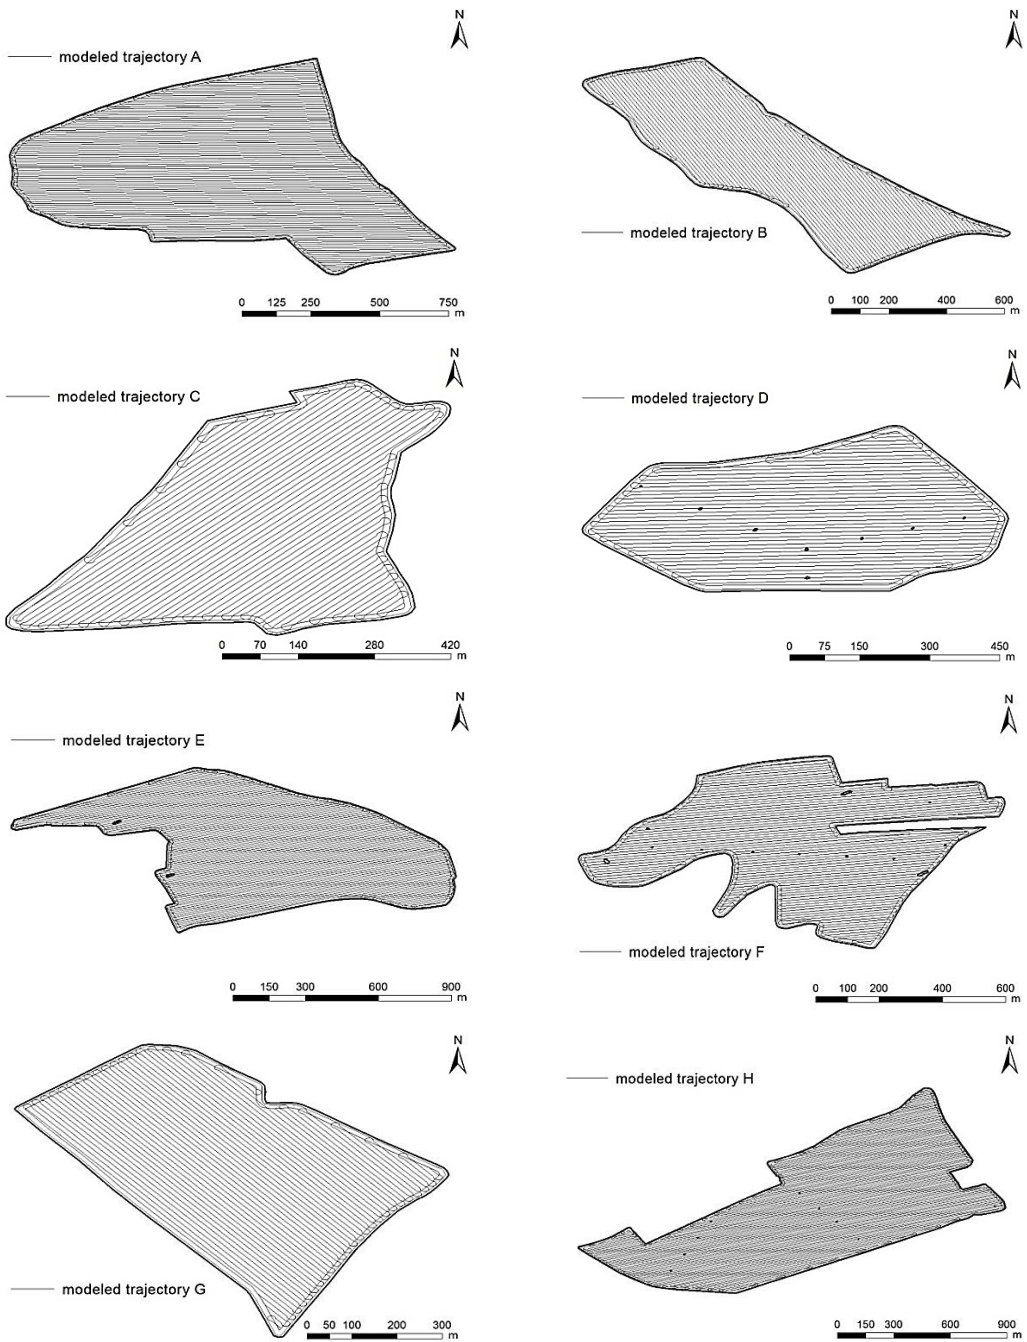 N
modeled trajectory A
0 125 250 500 750
m
N
modeled trajectory B
0 100 200 400 600
m
N
modeled trajectory C
0 70 140 280 420
m
N
modeled trajectory D
0 75 150 300 450
m
N
modeled trajectory E
0 150 300 600 900
m
N
modeled trajectory F
0 100 200 400 600
m
N
modeled trajectory G
0 50 100 200 300
m
N
modeled trajectory H
0 150 300 600 900
m